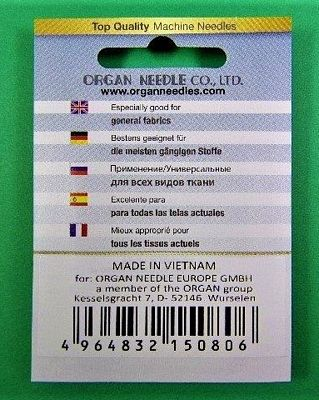 Top Quality Machine Needles
ORGAN NEEDLE CO., LTD.
www.organneedles.com
Especially good for
general fabrics
Bestens geeignet für
die meisten gängigen Stoffe
Применение/Универсальные
для всех видов ткани
Excelente para
para todas las telas actuales
Mieux approprié pour
tous les tissus actuels
MADE IN VIETNAM
for: ORGAN NEEDLE EUROPE GMBH
a member of the ORGAN group
Kesselsgracht 7, D- 52146 Wurselen
4 964832 150806